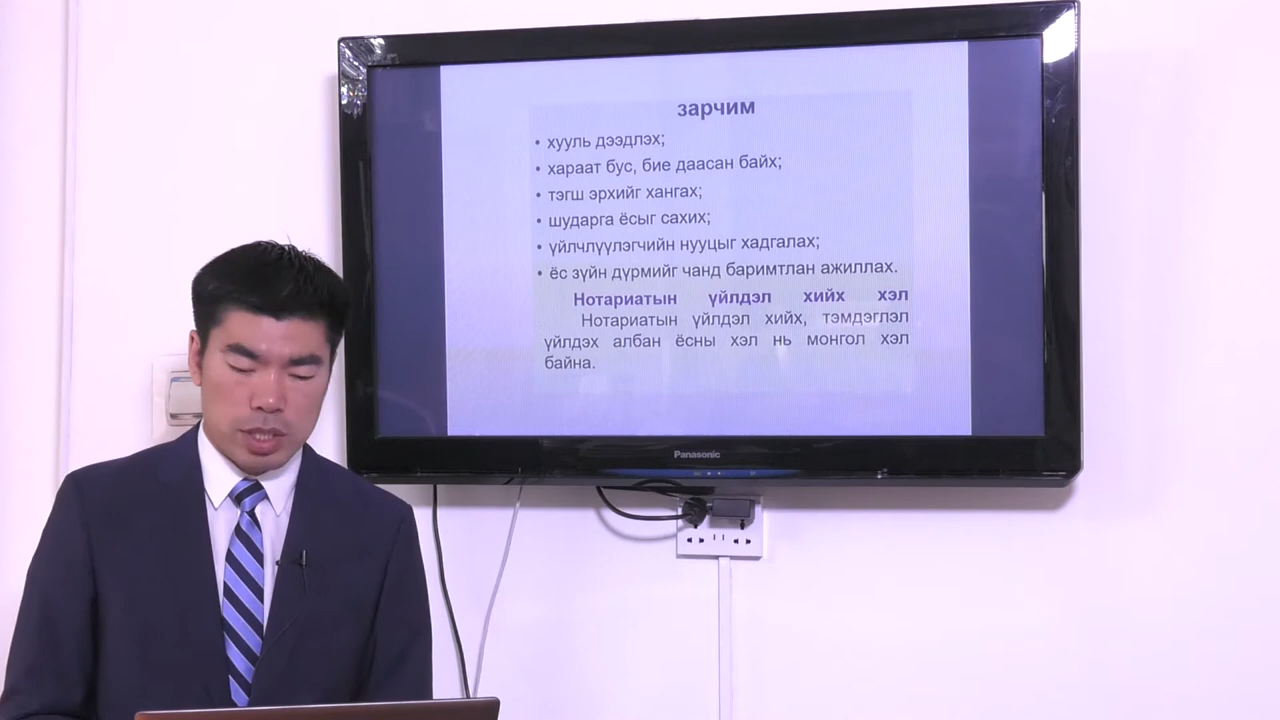 зарчим
• хууль дээдлэх;
• хараат бус, бие даасан байх;
• тэгш эрхийг хангах;
• шударга ёсыг сахих;
• үйлчлүүлэгчийн нууцыг хадгалах;
• ёс зүйн дүрмийг чанд баримтлан ажиллах.
Нотариатын үйлдэл хийх хэл
Нотариатын үйлдэл хийх, тэмдэглэл
үйлдэх албан ёсны хэл нь монгол хэл
байна.
Panasonic